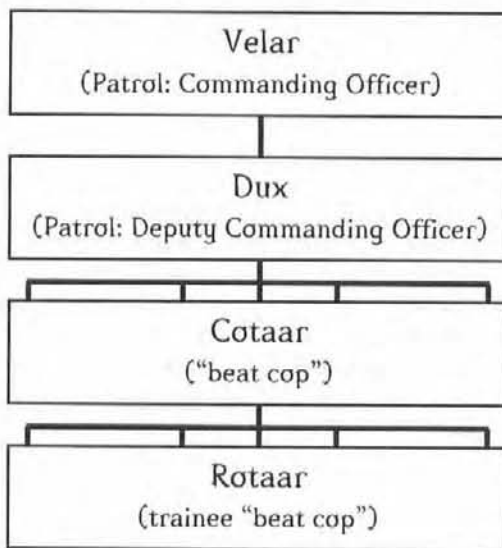 Velar
(Patrol: Commanding Officer)
Dux
(Patrol: Deputy Commanding Officer)
Cotaar
(“beat cop”)
Rotaar
(trainee “beat cop”)